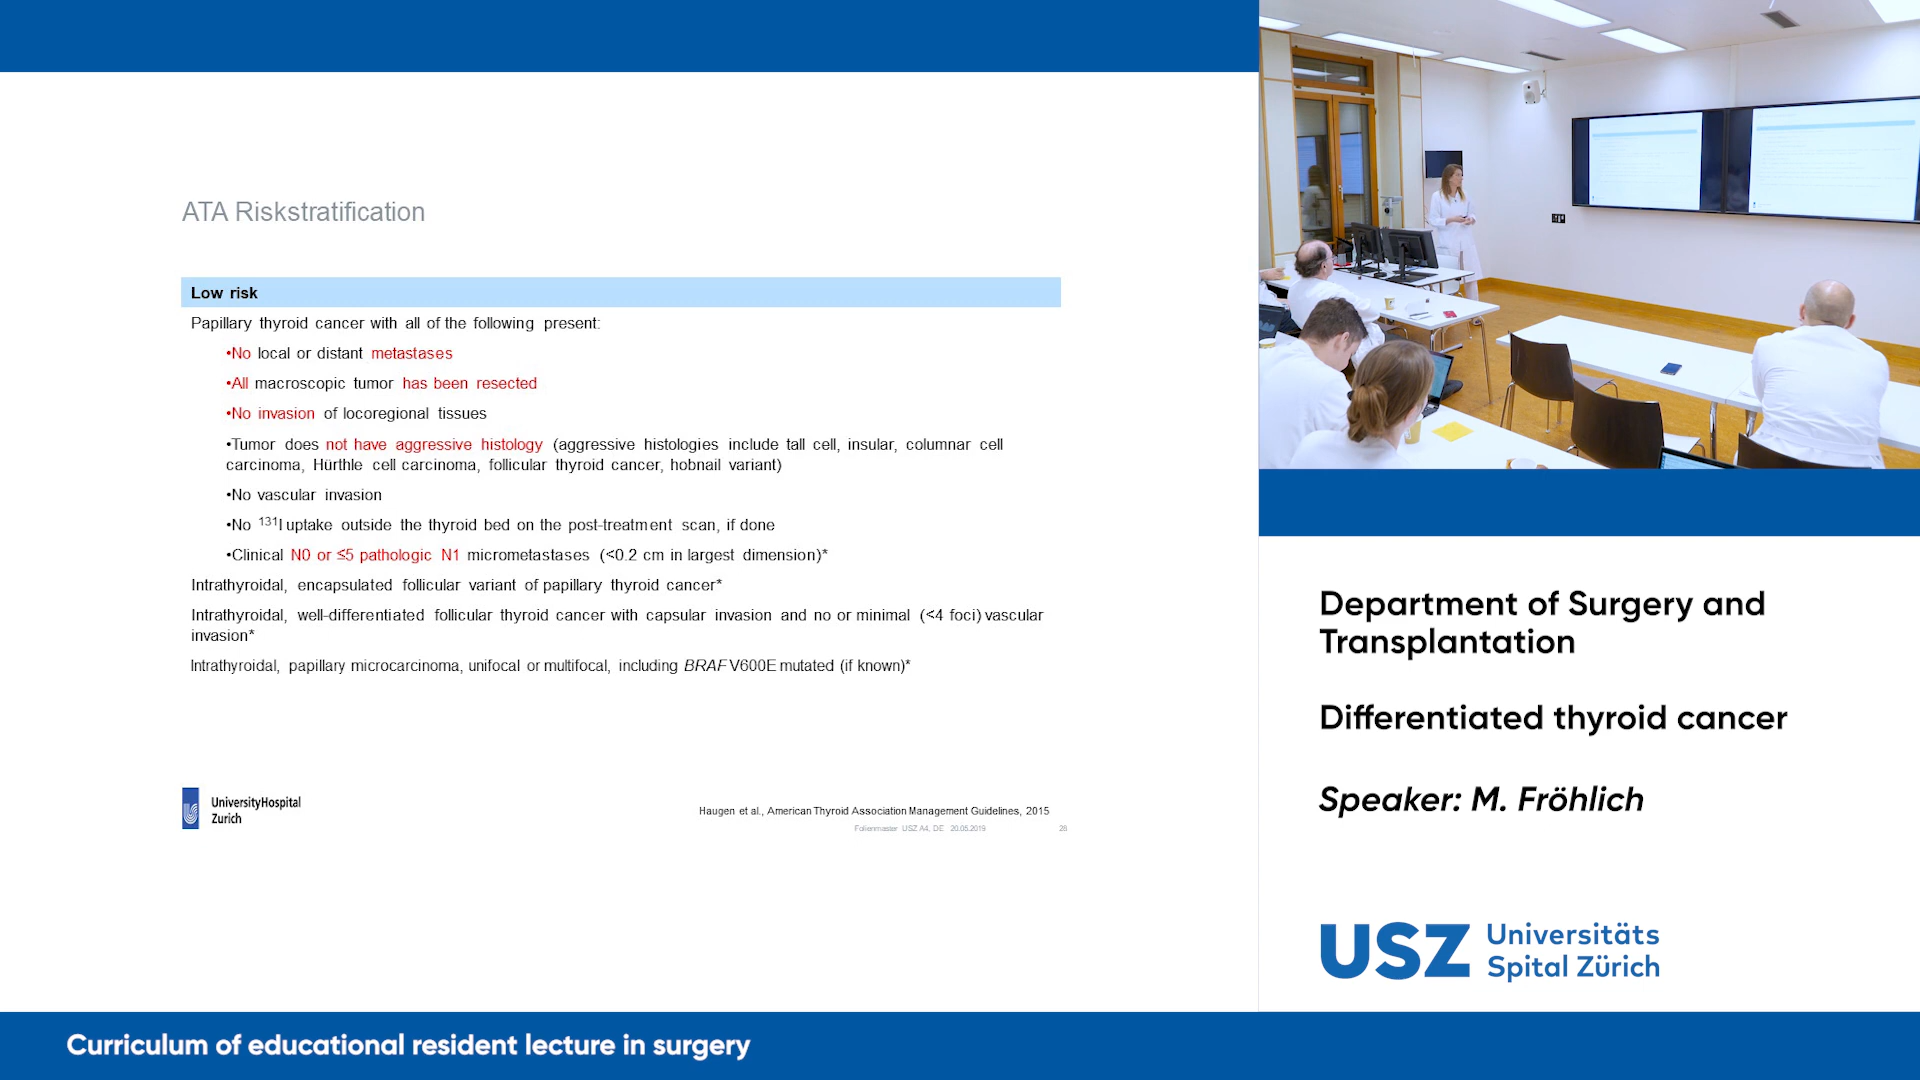 ATA Riskstratification
Low risk
Papillary thyroid cancer with all of the following present:
•No local or distant metastases
•All macroscopic tumor has been resected
•No invasion of locoregional tissues
•Tumor does not have aggressive histology (aggressive histologies include tall cell, insular, columnar cell
carcinoma, Hürthle cell carcinoma, follicular thyroid cancer, hobnail variant)
•No vascular invasion
•No 131I uptake outside the thyroid bed on the post-treatment scan, if done
•Clinical N0 or ≤5 pathologic N1 micrometastases (<0.2 cm in largest dimension)*
Intrathyroidal, encapsulated follicular variant of papillary thyroid cancer*
Intrathyroidal, well-differentiated follicular thyroid cancer with capsular invasion and no or minimal (<4 foci) vascular
invasion*
Intrathyroidal, papillary microcarcinoma, unifocal or multifocal, including BRAF V600E mutated (if known)*
UniversityHospital
Zurich
Haugen et al., American Thyroid Association Management Guidelines, 2015
Folienmaster USZ A4, DE 20.05.2019 28
Department of Surgery and
Transplantation
Differentiated thyroid cancer
Speaker: M. Fröhlich
USZ Universitäts
Spital Zürich
Curriculum of educational resident lecture in surgery